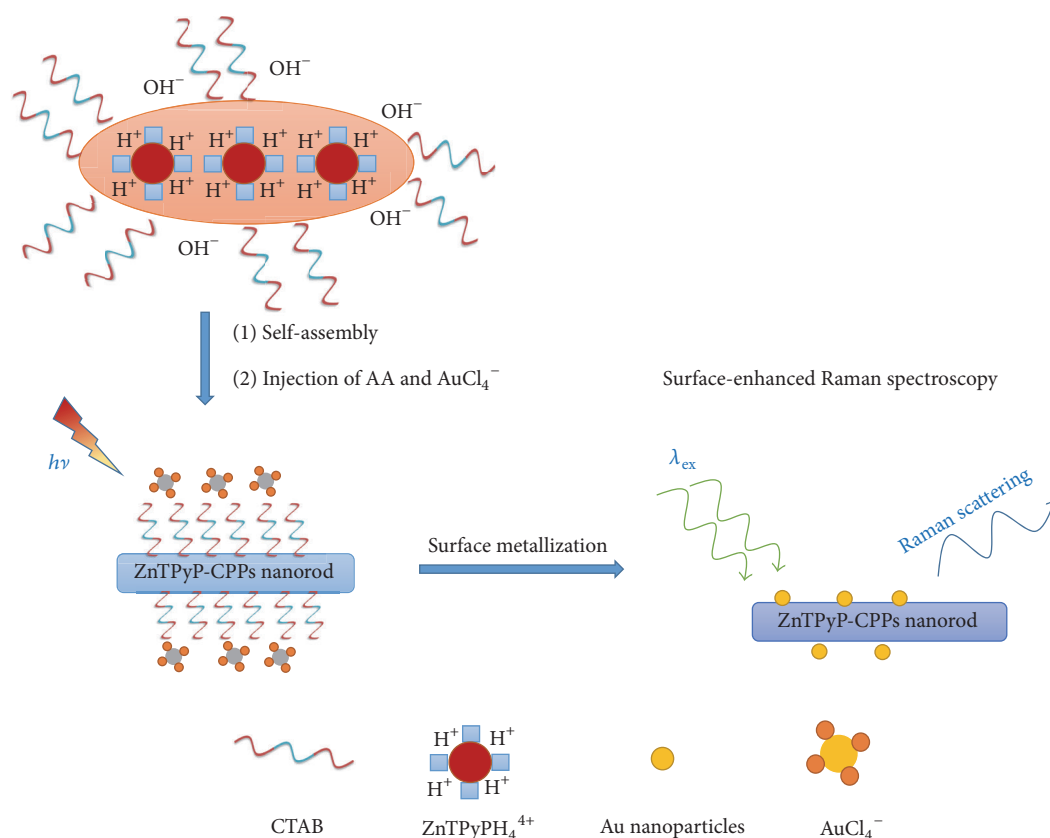 OH⁻ OH⁻
OH⁻ OH⁻
H⁺ H⁺ H⁺ H⁺ H⁺ H⁺
H⁺ H⁺ H⁺ H⁺ H⁺ H⁺
OH⁻ OH⁻
(1) Self-assembly
(2) Injection of AA and AuCl₄⁻
Surface-enhanced Raman spectroscopy
hν
λex
Raman scattering
ZnTPyP-CPPs nanorod
Surface metallization
ZnTPyP-CPPs nanorod
H⁺ H⁺
H⁺ H⁺
CTAB
ZnTPyPH₄⁴⁺
Au nanoparticles
AuCl₄⁻